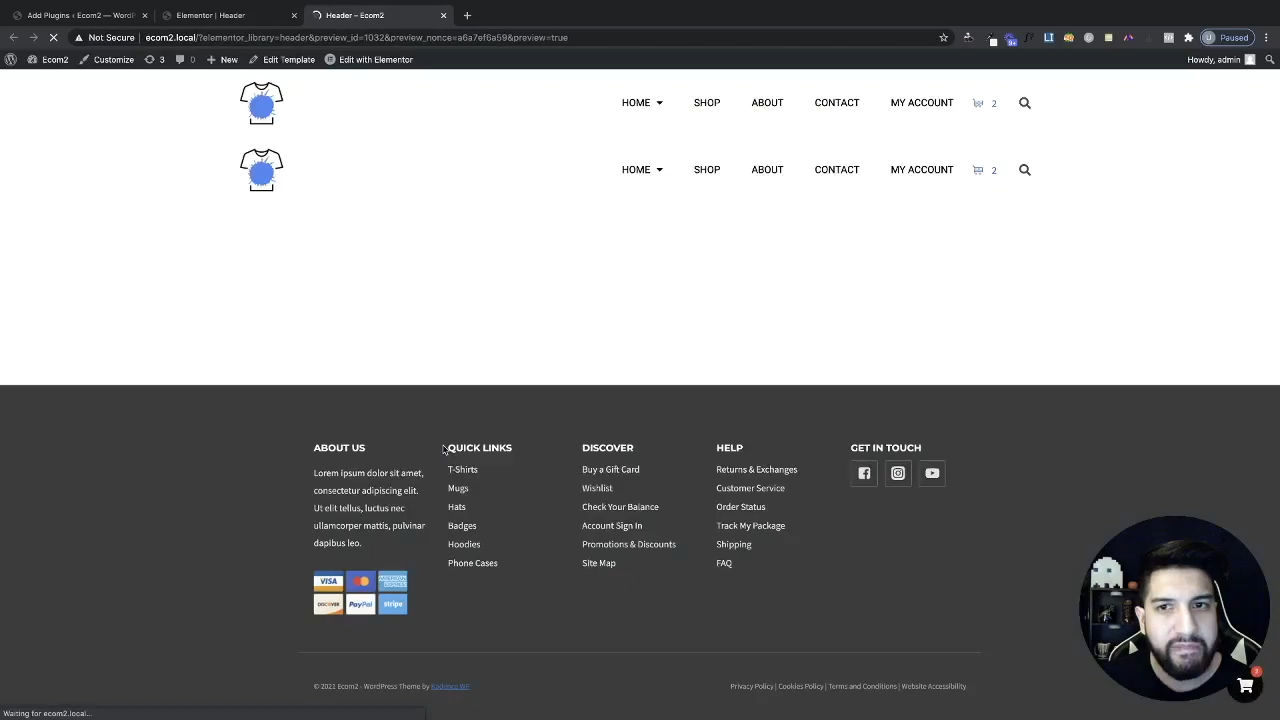 Add Plugins ‹ Ecom2 — WordP
Elementor | Header
Header – Ecom2
Not Secure
ecom2.local/?elementor_library=header&preview_id=1032&preview_nonce=a6a7ef6a59&preview=true
Paused
Ecom2
Customize
3
0
New
Edit Template
Edit with Elementor
Howdy, admin
HOME
SHOP
ABOUT
CONTACT
MY ACCOUNT
2
HOME
SHOP
ABOUT
CONTACT
MY ACCOUNT
2
ABOUT US
Lorem ipsum dolor sit amet,
consectetur adipiscing elit.
Ut elit tellus, luctus nec
ullamcorper mattis, pulvinar
dapibus leo.
VISA
DISCOVER
PayPal
stripe
QUICK LINKS
T-Shirts
Mugs
Hats
Badges
Hoodies
Phone Cases
DISCOVER
Buy a Gift Card
Wishlist
Check Your Balance
Account Sign In
Promotions & Discounts
Site Map
HELP
Returns & Exchanges
Customer Service
Order Status
Track My Package
Shipping
FAQ
GET IN TOUCH
© 2021 Ecom2 - WordPress Theme by Kadence WP
Privacy Policy | Cookies Policy | Terms and Conditions | Website Accessibility
Waiting for ecom2.local...